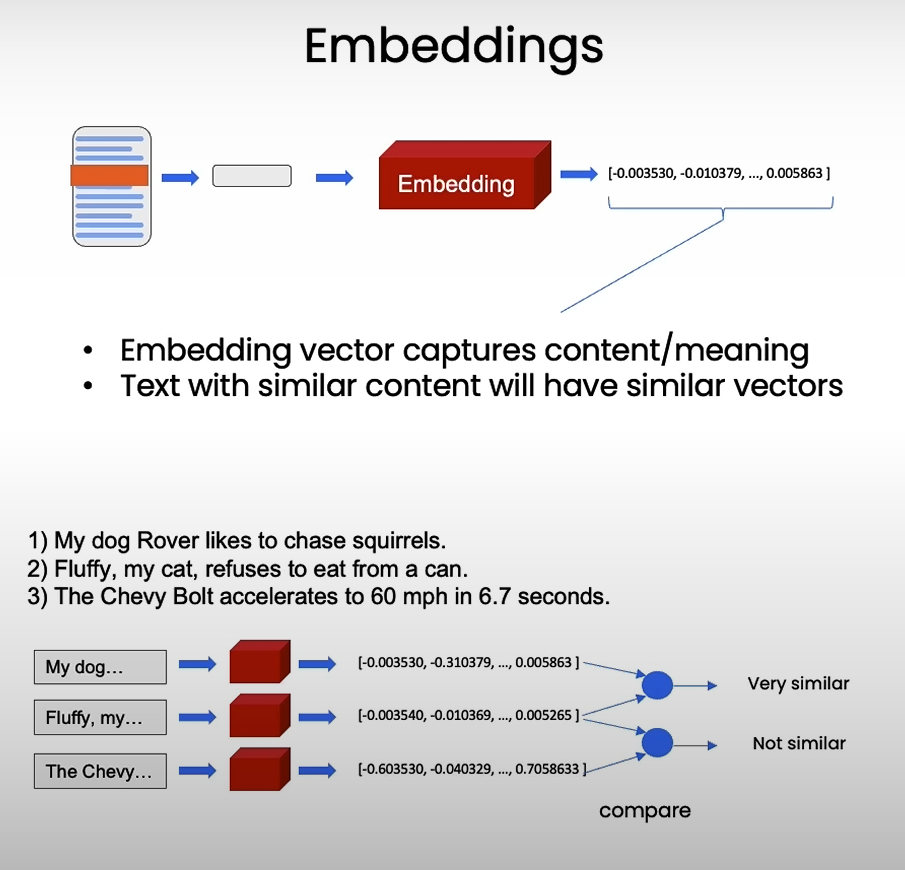 Embeddings
Embedding
[-0.003530, -0.010379, ..., 0.005863 ]
• Embedding vector captures content/meaning
• Text with similar content will have similar vectors
1) My dog Rover likes to chase squirrels.
2) Fluffy, my cat, refuses to eat from a can.
3) The Chevy Bolt accelerates to 60 mph in 6.7 seconds.
My dog...
[-0.003530, -0.310379, ..., 0.005863 ]
Very similar
Fluffy, my...
[-0.003540, -0.010369, ..., 0.005265 ]
Not similar
The Chevy...
[-0.603530, -0.040329, ..., 0.7058633 ]
compare